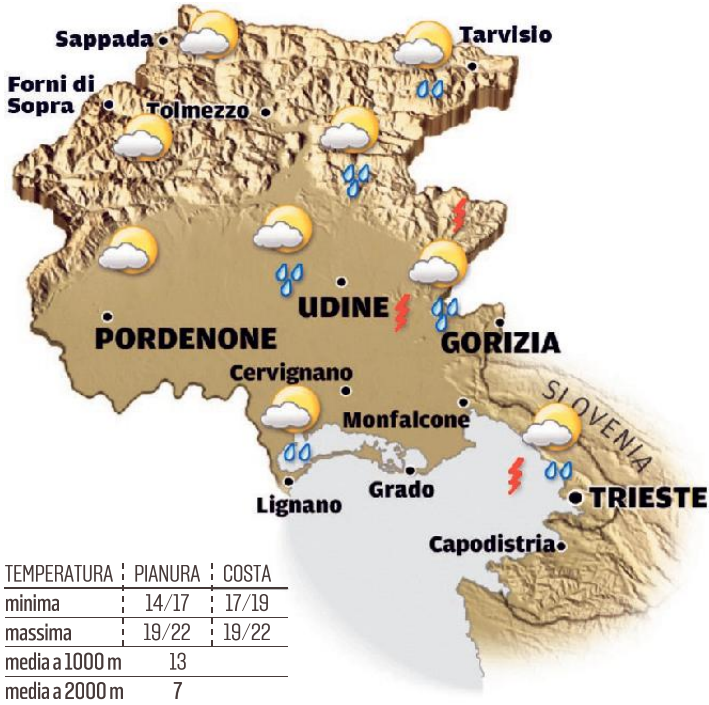 Sappada
Tarvisio
Forni di
Sopra
Tolmezzo
UDINE
PORDENONE
GORIZIA
Cervignano
SLOVENIA
Monfalcone
Grado
Lignano
TRIESTE
Capodistria
TEMPERATURA PIANURA COSTA
minima 14/17 17/19
massima 19/22 19/22
media a 1000 m 13
media a 2000 m 7